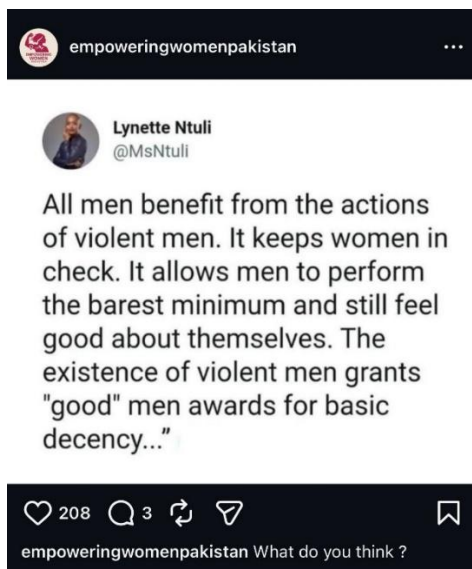 empoweringwomenpakistan
Lynette Ntuli
@MsNtuli
All men benefit from the actions
of violent men. It keeps women in
check. It allows men to perform
the barest minimum and still feel
good about themselves. The
existence of violent men grants
"good" men awards for basic
decency...”
208 3
empoweringwomenpakistan What do you think ?